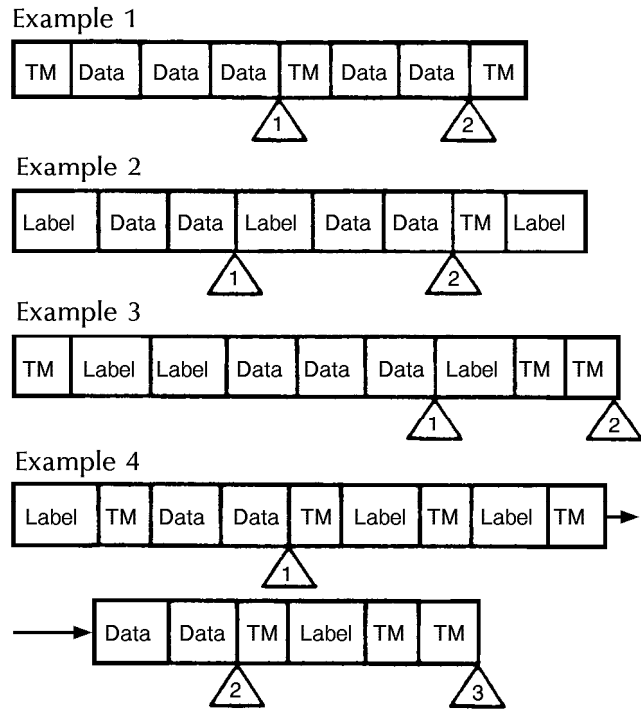 Example 1
TM Data Data Data TM Data Data TM
1 2
Example 2
Label Data Data Label Data Data TM Label
1 2
Example 3
TM Label Label Data Data Data Label TM TM
1 2
Example 4
Label TM Data Data TM Label TM Label TM
1
Data Data TM Label TM TM
2 3